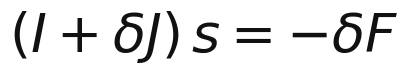 (I + δJ) s = −δF